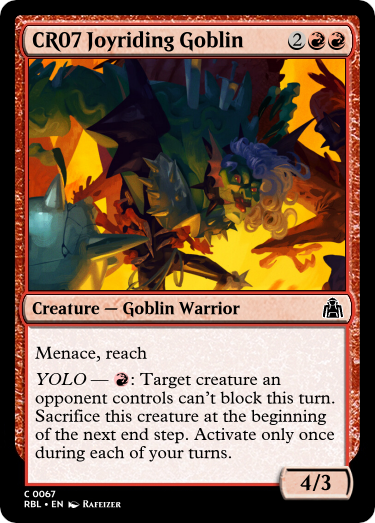 CR07 Joyriding Goblin 2
Creature — Goblin Warrior
Menace, reach
YOLO — : Target creature an
opponent controls can't block this turn.
Sacrifice this creature at the beginning
of the next end step. Activate only once
during each of your turns.
4/3
C 0067
RBL • EN Rafeizer